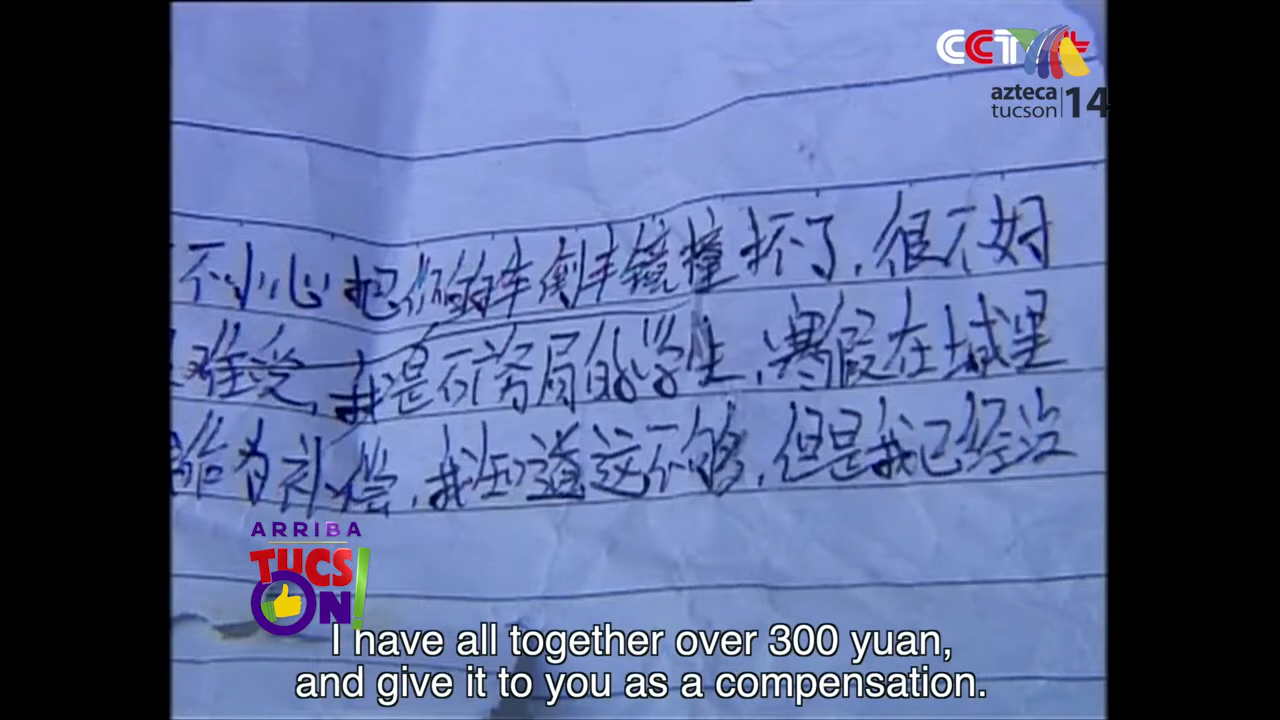 CCTV
azteca
tucson 14
不小心把你的车倒车镜撞坏了,很不好
难受,我是矿务局的学生,寒假在城里
给为补偿,我知道这不够,但是我已经没
ARRIBA
TUCSON!
I have all together over 300 yuan,
and give it to you as a compensation.